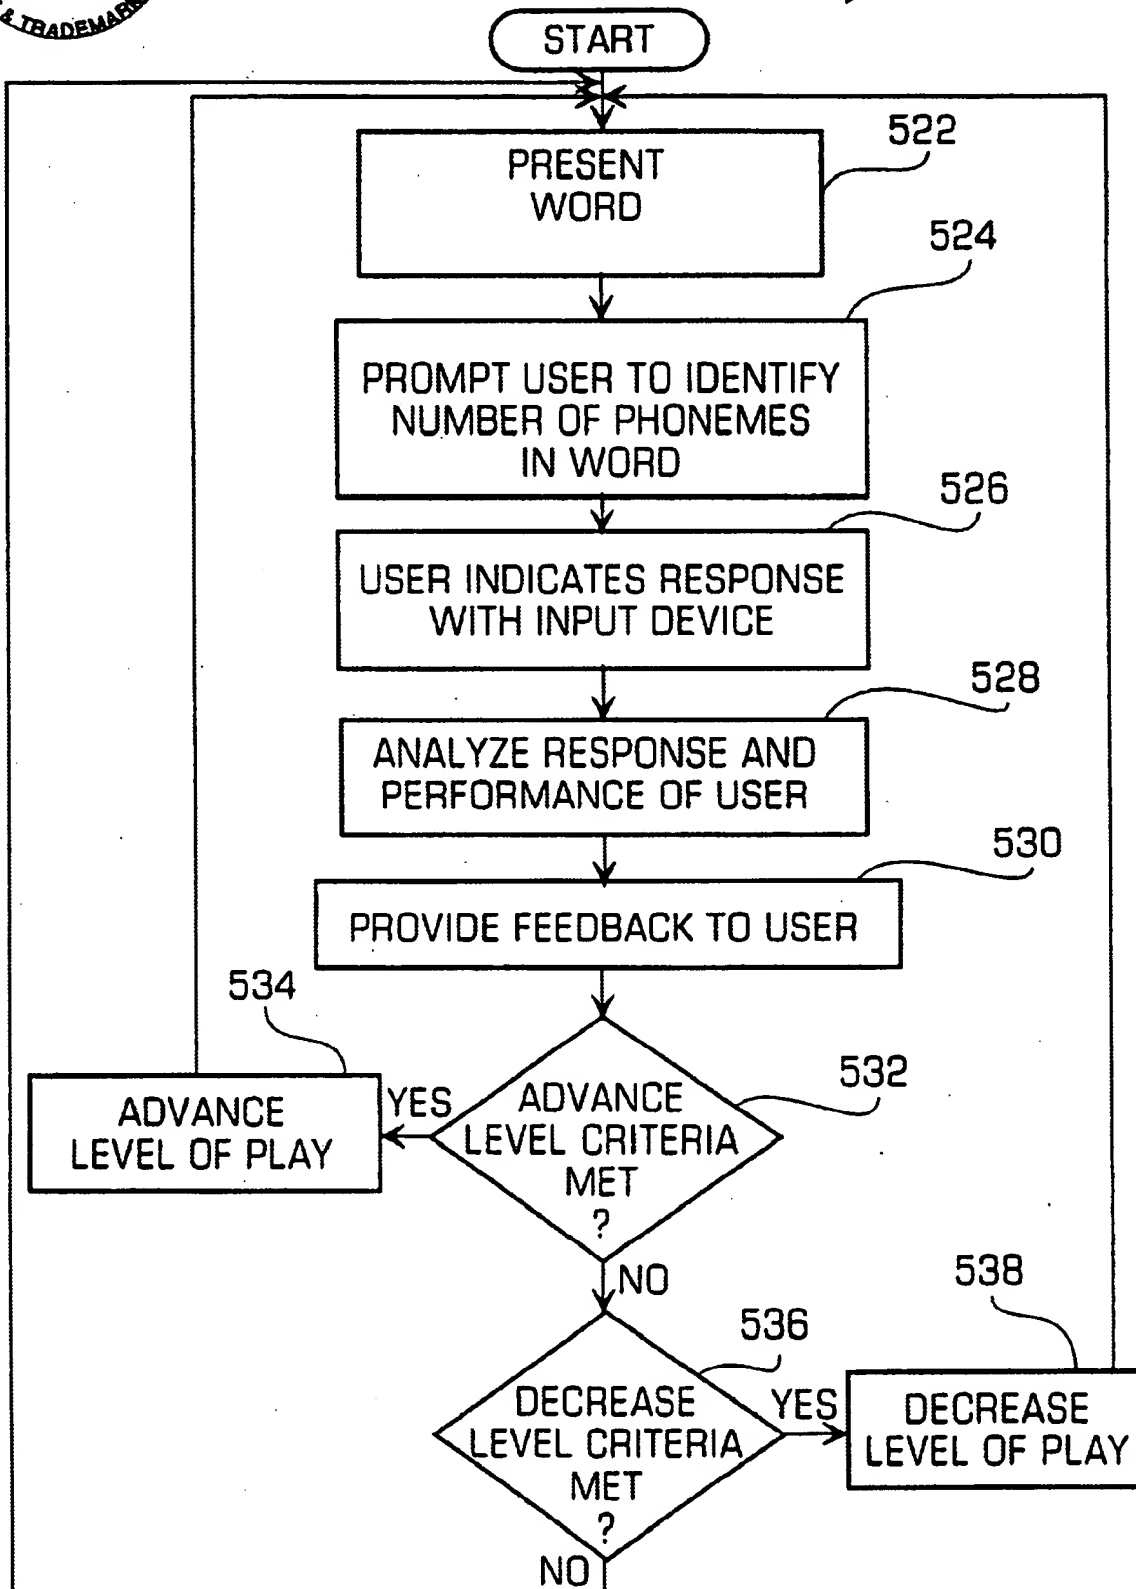 & TRADEMARK
START
522
PRESENT
WORD
524
PROMPT USER TO IDENTIFY
NUMBER OF PHONEMES
IN WORD
526
USER INDICATES RESPONSE
WITH INPUT DEVICE
528
ANALYZE RESPONSE AND
PERFORMANCE OF USER
530
PROVIDE FEEDBACK TO USER
534
532
ADVANCE
LEVEL OF PLAY
YES
ADVANCE
LEVEL CRITERIA
MET
?
NO
538
536
DECREASE
LEVEL CRITERIA
MET
?
YES
DECREASE
LEVEL OF PLAY
NO